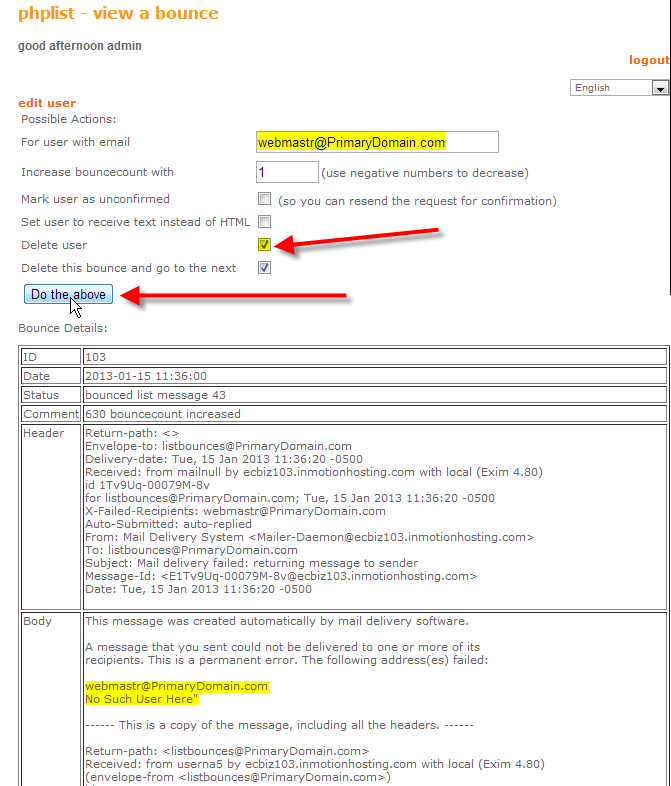 phplist - view a bounce
good afternoon admin
logout
English
edit user
Possible Actions:
For user with email webmastr@PrimaryDomain.com
Increase bouncecount with 1 (use negative numbers to decrease)
Mark user as unconfirmed (so you can resend the request for confirmation)
Set user to receive text instead of HTML
Delete user
Delete this bounce and go to the next
Do the above
Bounce Details:
ID 103
Date 2013-01-15 11:36:00
Status bounced list message 43
Comment 630 bouncecount increased
Header Return-path: <>
Envelope-to: listbounces@PrimaryDomain.com
Delivery-date: Tue, 15 Jan 2013 11:36:20 -0500
Received: from mailnull by ecbiz103.inmotionhosting.com with local (Exim 4.80)
id 1Tv9Uq-00079M-8v
for listbounces@PrimaryDomain.com; Tue, 15 Jan 2013 11:36:20 -0500
X-Failed-Recipients: webmastr@PrimaryDomain.com
Auto-Submitted: auto-replied
From: Mail Delivery System <Mailer-Daemon@ecbiz103.inmotionhosting.com>
To: listbounces@PrimaryDomain.com
Subject: Mail delivery failed: returning message to sender
Message-Id: <E1Tv9Uq-00079M-8v@ecbiz103.inmotionhosting.com>
Date: Tue, 15 Jan 2013 11:36:20 -0500
Body This message was created automatically by mail delivery software.
A message that you sent could not be delivered to one or more of its
recipients. This is a permanent error. The following address(es) failed:
webmastr@PrimaryDomain.com
No Such User Here"
------ This is a copy of the message, including all the headers. ------
Return-path: <listbounces@PrimaryDomain.com>
Received: from userna5 by ecbiz103.inmotionhosting.com with local (Exim 4.80)
(envelope-from <listbounces@PrimaryDomain.com>)